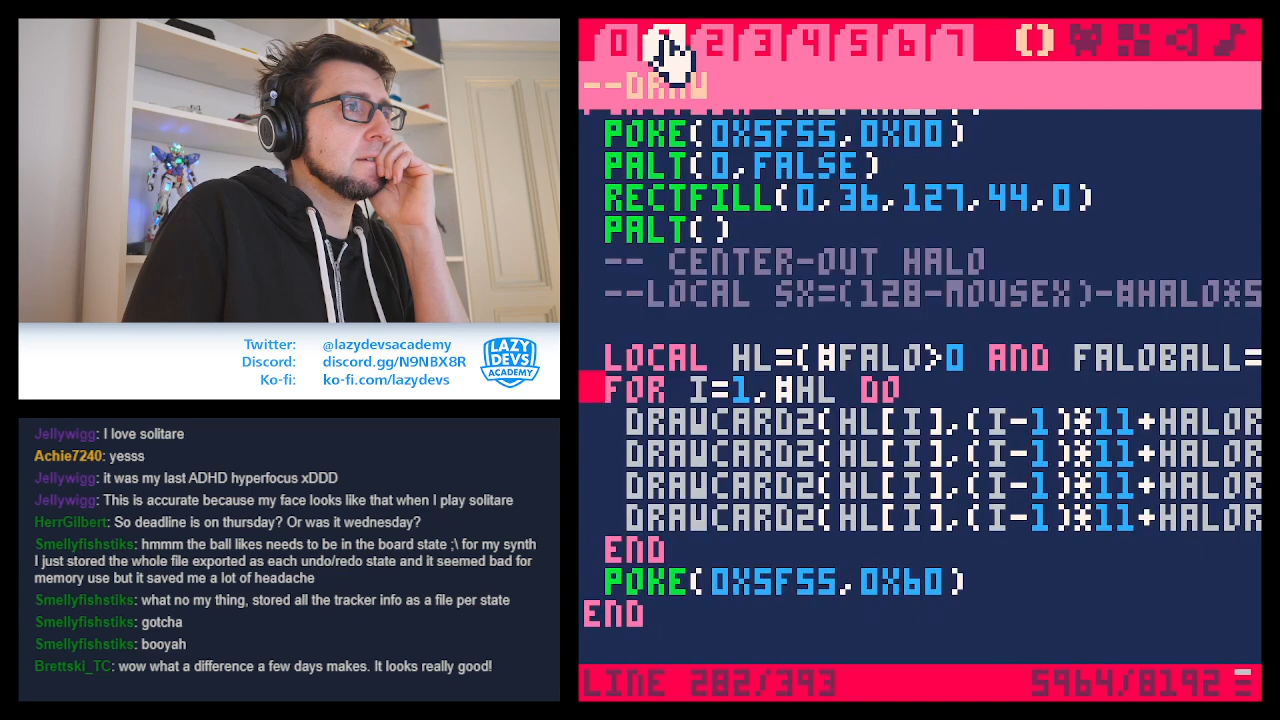 Twitter: @lazydevsacademy
Discord: discord.gg/N9NBX8R
Ko-fi: ko-fi.com/lazydevs
LAZY
DEVS
ACADEMY
Jellywigg: I love solitare
Achie7240: yesss
Jellywigg: it was my last ADHD hyperfocus xDDD
Jellywigg: This is accurate because my face looks like that when I play solitare
HerrGilbert: So deadline is on thursday? Or was it wednesday?
Smellyfishstiks: hmmm the ball likes needs to be in the board state ;\ for my synth
I just stored the whole file exported as each undo/redo state and it seemed bad for
memory use but it saved me a lot of headache
Smellyfishstiks: what no my thing, stored all the tracker info as a file per state
Smellyfishstiks: gotcha
Smellyfishstiks: booyah
Brettski_TC: wow what a difference a few days makes. It looks really good!
0 2 3 4 5 6 7 ()
--DRAW
POKE(0X5F55,0X00)
PALT(0,FALSE)
RECTFILL(0,36,127,44,0)
PALT()
-- CENTER-OUT HALO
--LOCAL SX=(128-MOUSEX)-#HALO*5
LOCAL HL=(#FALO>0 AND FALOBALL=
FOR I=1,#HL DO
DRAWCARD2(HL[I],(I-1)*11+HALOR
DRAWCARD2(HL[I],(I-1)*11+HALOR
DRAWCARD2(HL[I],(I-1)*11+HALOR
DRAWCARD2(HL[I],(I-1)*11+HALOR
END
POKE(0X5F55,0X60)
END
LINE 282/393 5964/8192